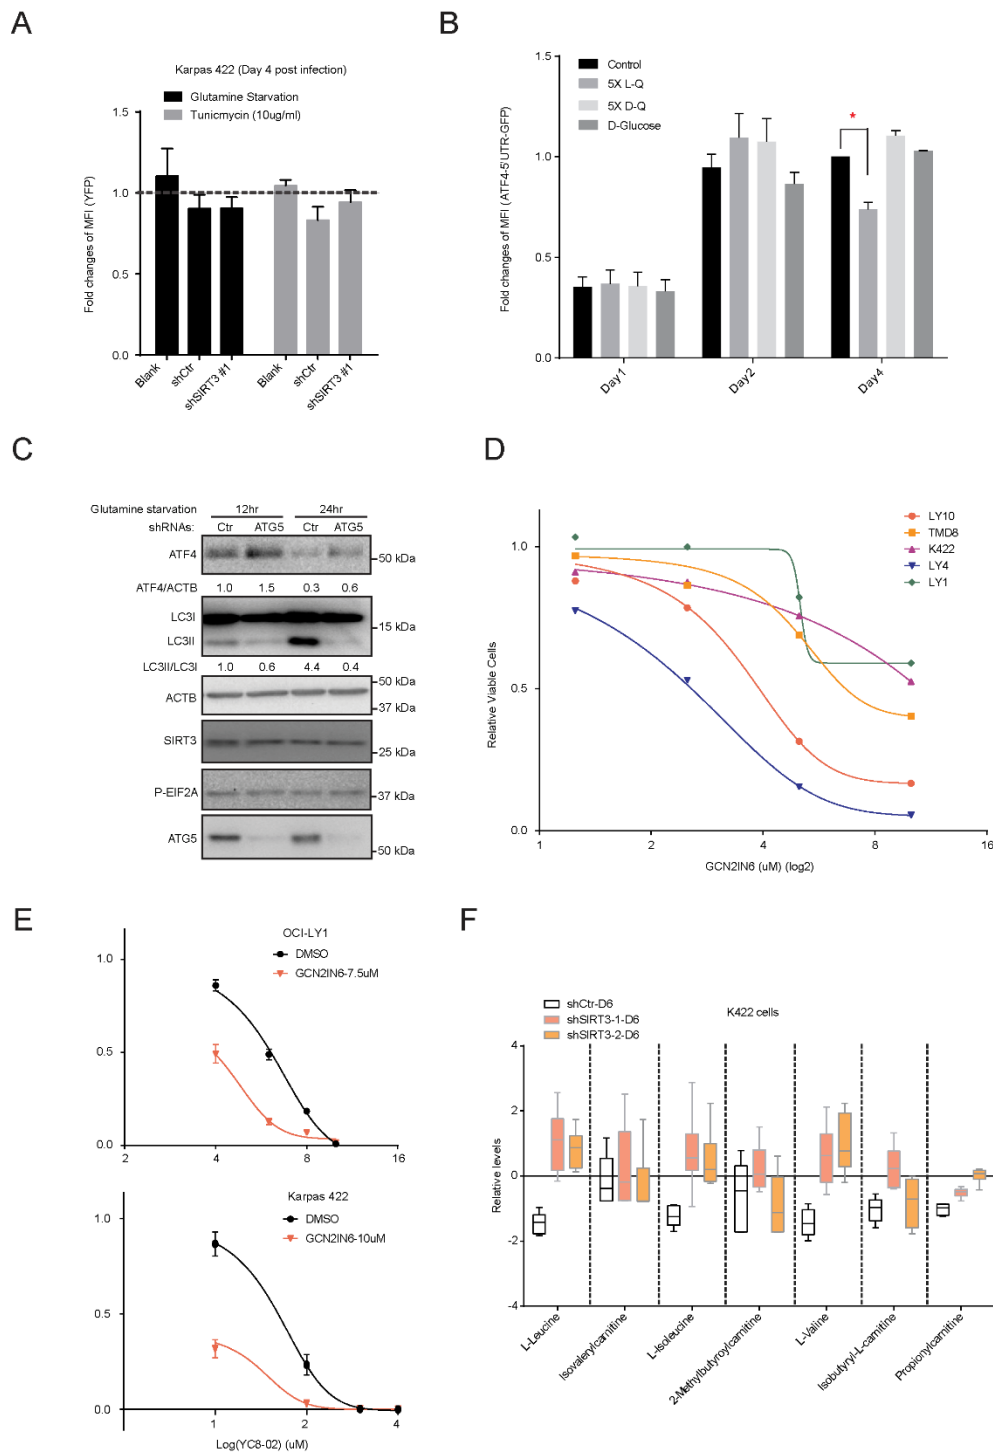 A
Karpas 422 (Day 4 post infection)
Glutamine Starvation
Tunicmycin (10ug/ml)
Fold changes of MFI (YFP)
1.5
1.0
0.5
0.0
Blank
shCtr
shSIRT3 #1
Blank
shCtr
shSIRT3 #1
B
Control
5X L-Q
5X D-Q
D-Glucose
*
Fold changes of MFI (ATF4-5'UTR-GFP)
1.5
1.0
0.5
0.0
Day1
Day2
Day4
C
Glutamine starvation 12hr 24hr
shRNAs: Ctr ATG5 Ctr ATG5
ATF4 50 kDa
ATF4/ACTB 1.0 1.5 0.3 0.6
LC3I 15 kDa
LC3II
LC3II/LC3I 1.0 0.6 4.4 0.4
50 kDa
ACTB
37 kDa
SIRT3
25 kDa
P-EIF2A 37 kDa
ATG5
50 kDa
D
LY10
TMD8
K422
LY4
LY1
Relative Viable Cells
1.0
0.5
0.0
1 2 4 8 16
GCN2IN6 (uM) (log2)
E
OCI-LY1
DMSO
GCN2IN6-7.5uM
1.0
0.5
0.0
2 4 8 16
Karpas 422
DMSO
GCN2IN6-10uM
1.0
0.5
0.0
1 2 4
Log(YC8-02) (uM)
F
shCtr-D6
shSIRT3-1-D6
shSIRT3-2-D6
K422 cells
Relative levels
4
2
0
-2
-4
L-Leucine
Isovalerylcarnitine
L-Isoleucine
2-Methylbutyroylcarnitine
L-Valine
Isobutyryl-L-carnitine
Propionylcarnitine